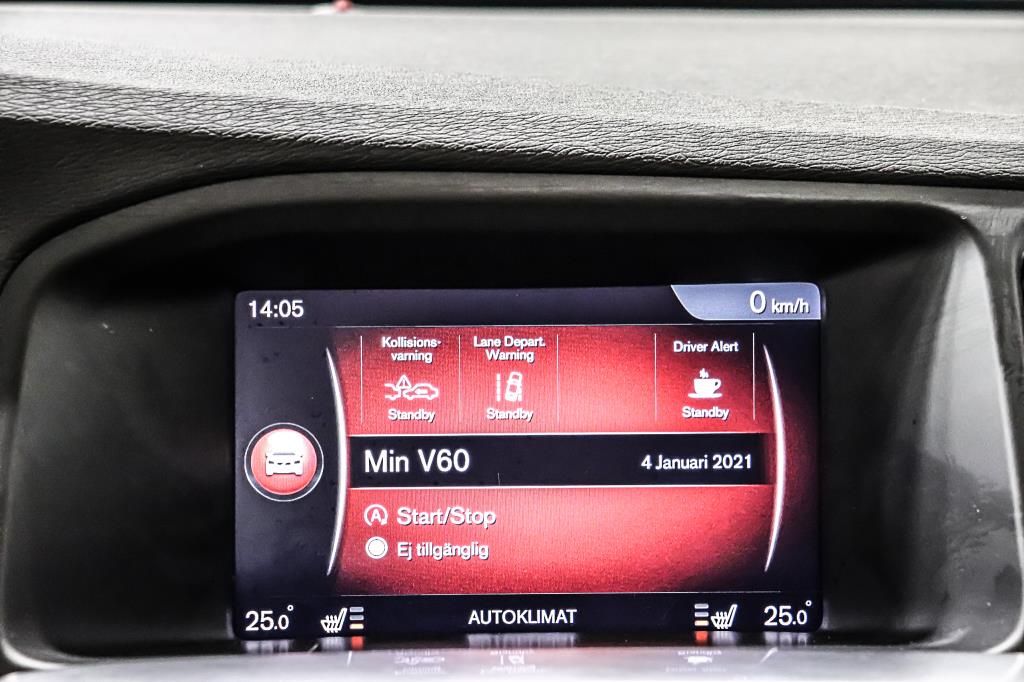 14:05
0 km/h
Kollisions-
varning
Standby
Lane Depart.
Warning
Standby
Driver Alert
Standby
Min V60
4 Januari 2021
A Start/Stop
Ej tillgänglig
25.0° AUTOKLIMAT 25.0°